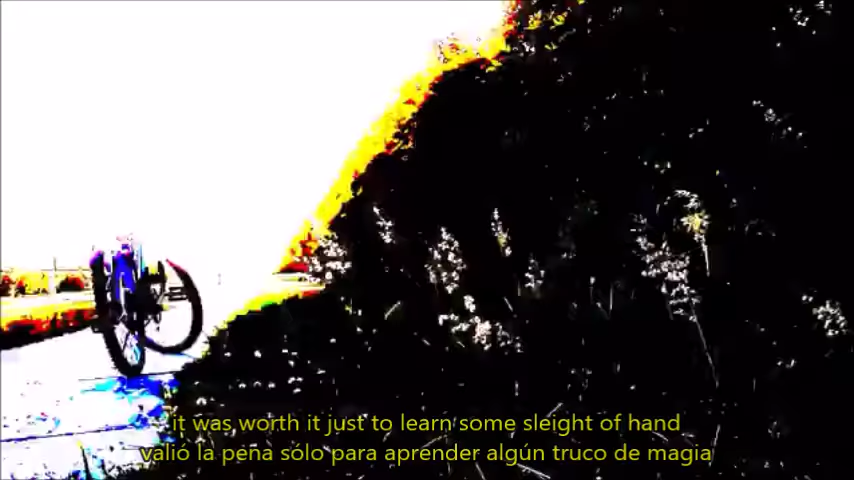 it was worth it just to learn some sleight of hand
valió la pena sólo para aprender algún truco de magia